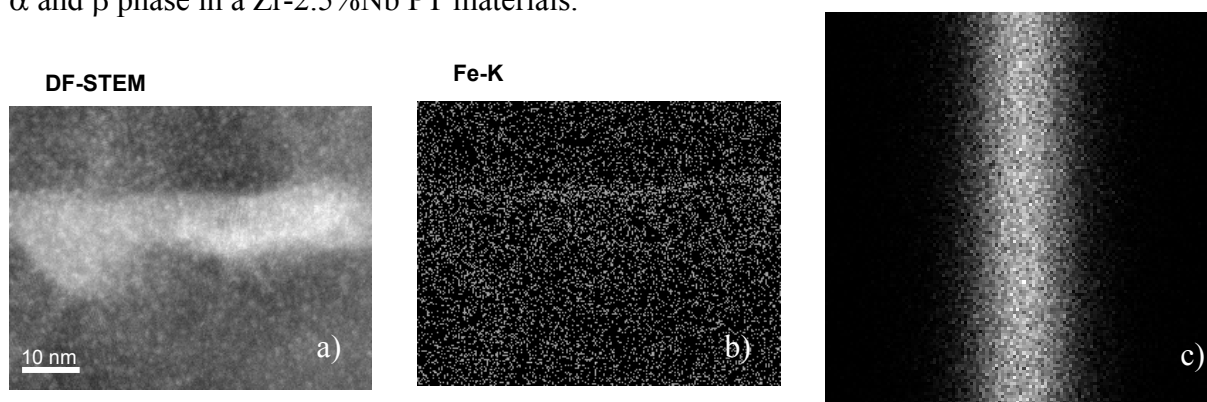 α and β phase in a Zr-2.5%Nb PT materials.
DF-STEM
Fe-K
10 nm
a)
b)
c)